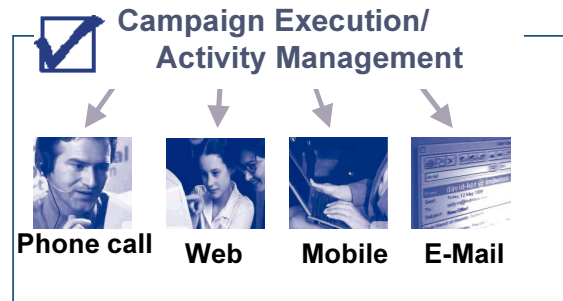 Campaign Execution/
Activity Management
Phone call
Web
Mobile
E-Mail